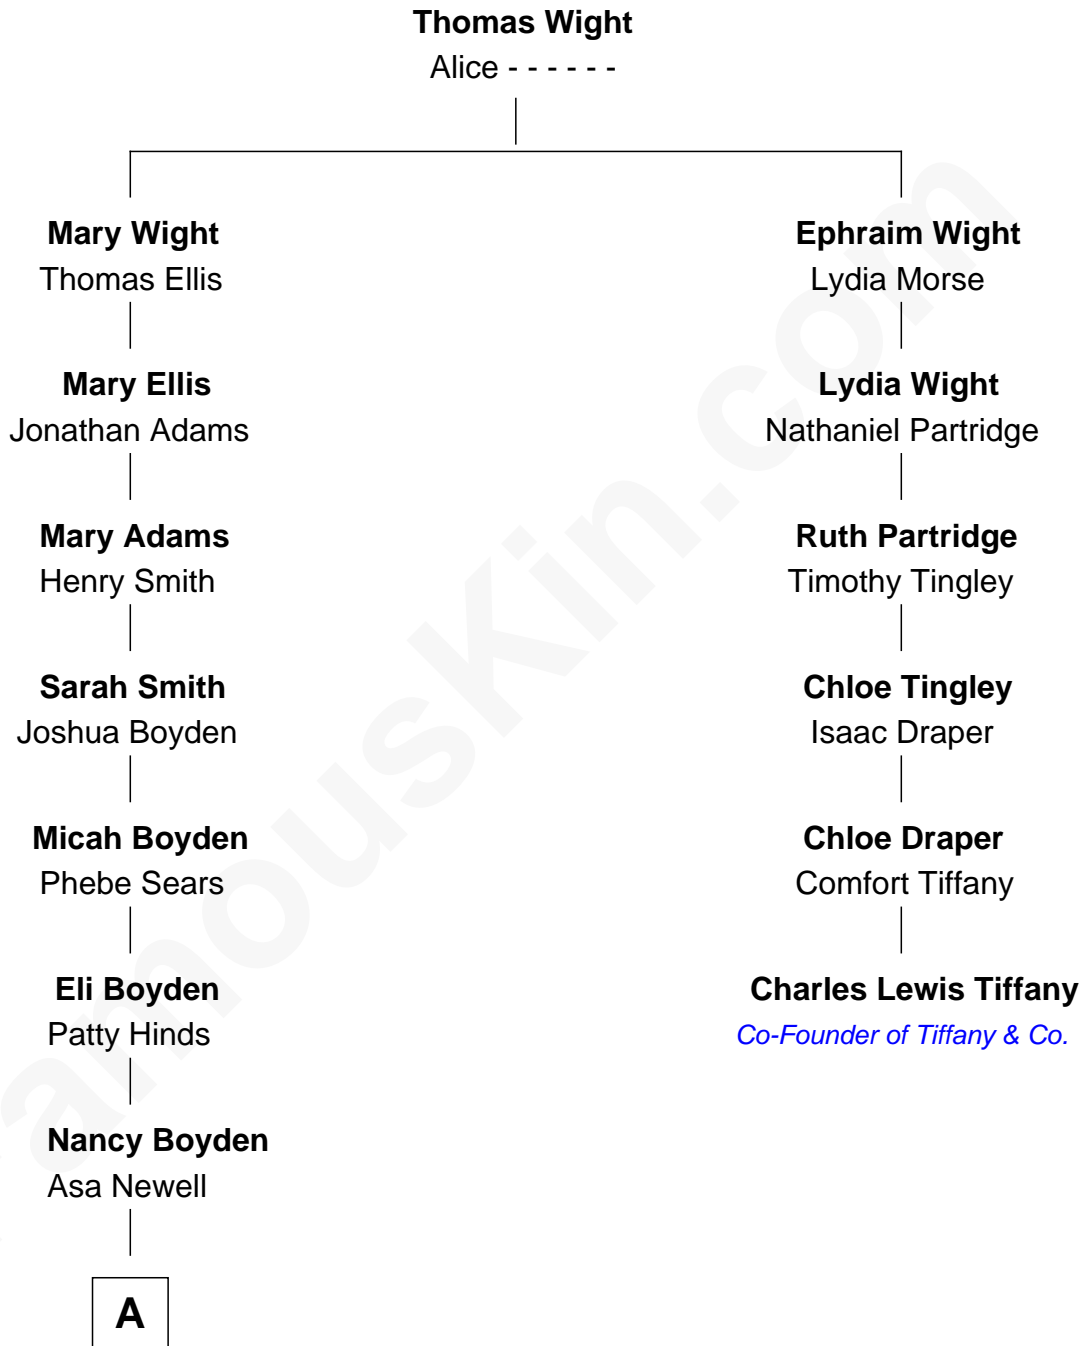 Thomas Wight
Alice - - - - - -
Mary Wight
Thomas Ellis
Ephraim Wight
Lydia Morse
Mary Ellis
Jonathan Adams
Lydia Wight
Nathaniel Partridge
Mary Adams
Henry Smith
Ruth Partridge
Timothy Tingley
Sarah Smith
Joshua Boyden
Chloe Tingley
Isaac Draper
Micah Boyden
Phebe Sears
Chloe Draper
Comfort Tiffany
Eli Boyden
Patty Hinds
Charles Lewis Tiffany
Co-Founder of Tiffany & Co.
Nancy Boyden
Asa Newell
A
amousKin.com